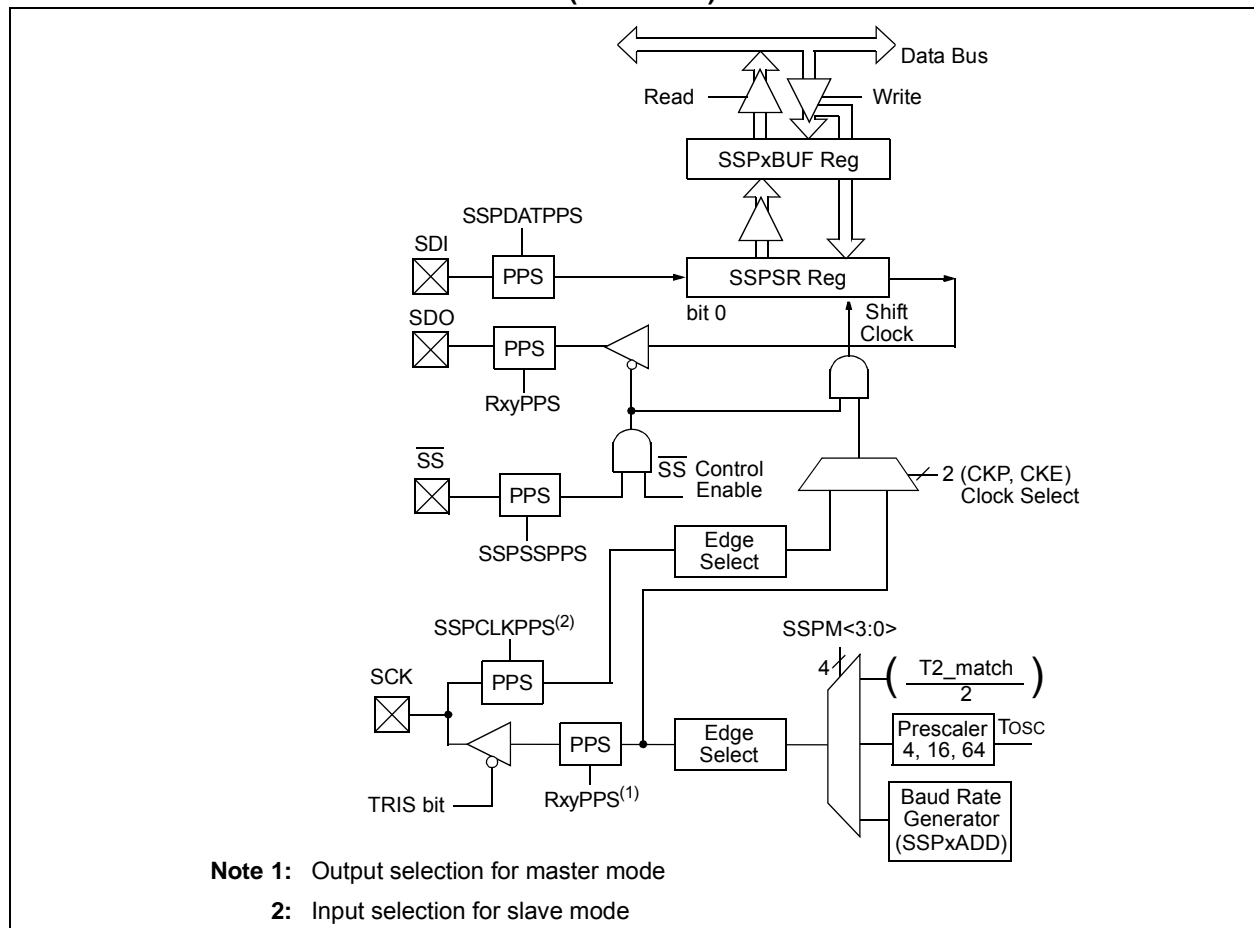 Data Bus
Read
Write
SSPxBUF Reg
SSPDATPPS
SDI
PPS
SSPSR Reg
bit 0
Shift
Clock
SDO
PPS
RxyPPS
SS
SS Control
Enable
PPS
2 (CKP, CKE)
Clock Select
SSPSSPPS
Edge
Select
SSPCLKPPS(2)
SSPM<3:0>
4
SCK
PPS
( T2_match
2 )
PPS
Edge
Select
Prescaler
4, 16, 64
TOSC
TRIS bit
RxyPPS(1)
Baud Rate
Generator
(SSPxADD)
Note 1: Output selection for master mode
2: Input selection for slave mode